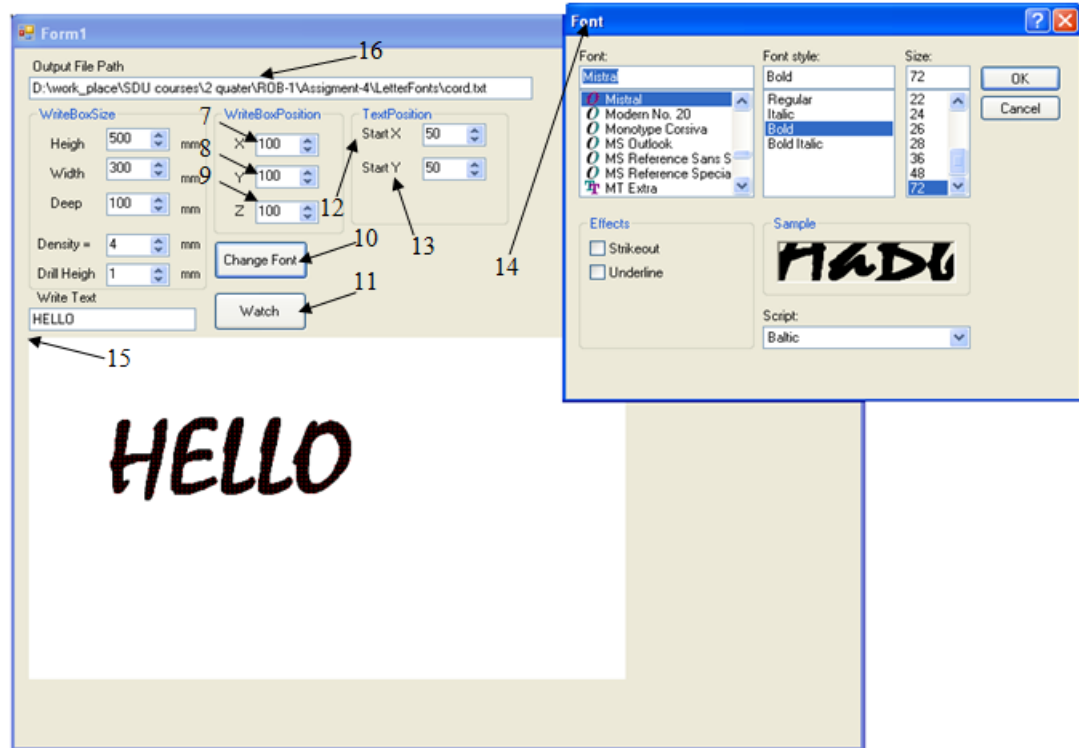 Form1
16
Output File Path
D:\work_place\SDU courses\2 quater\ROB-1\Assigment-4\LetterFonts\cord.txt
WriteBoxSize
Heigh 500 mm
Width 300 mm
Deep 100 mm
Density = 4 mm
Drill Heigh 1 mm
WriteBoxPosition
7 X 100
8 Y 100
9 Z 100
TextPosition
Start X 50
Start Y 50
12
13
Change Font
10
Watch
11
Write Text
HELLO
15
HELLO
Font
14
Font:
Mistral
Mistral
Modern No. 20
Monotype Corsiva
MS Outlook
MS Reference Sans S
MS Reference Specia
MT Extra
Font style:
Bold
Regular
Italic
Bold
Bold Italic
Size:
72
22
24
26
28
36
48
72
OK
Cancel
Effects
Strikeout
Underline
Sample
Script:
Baltic